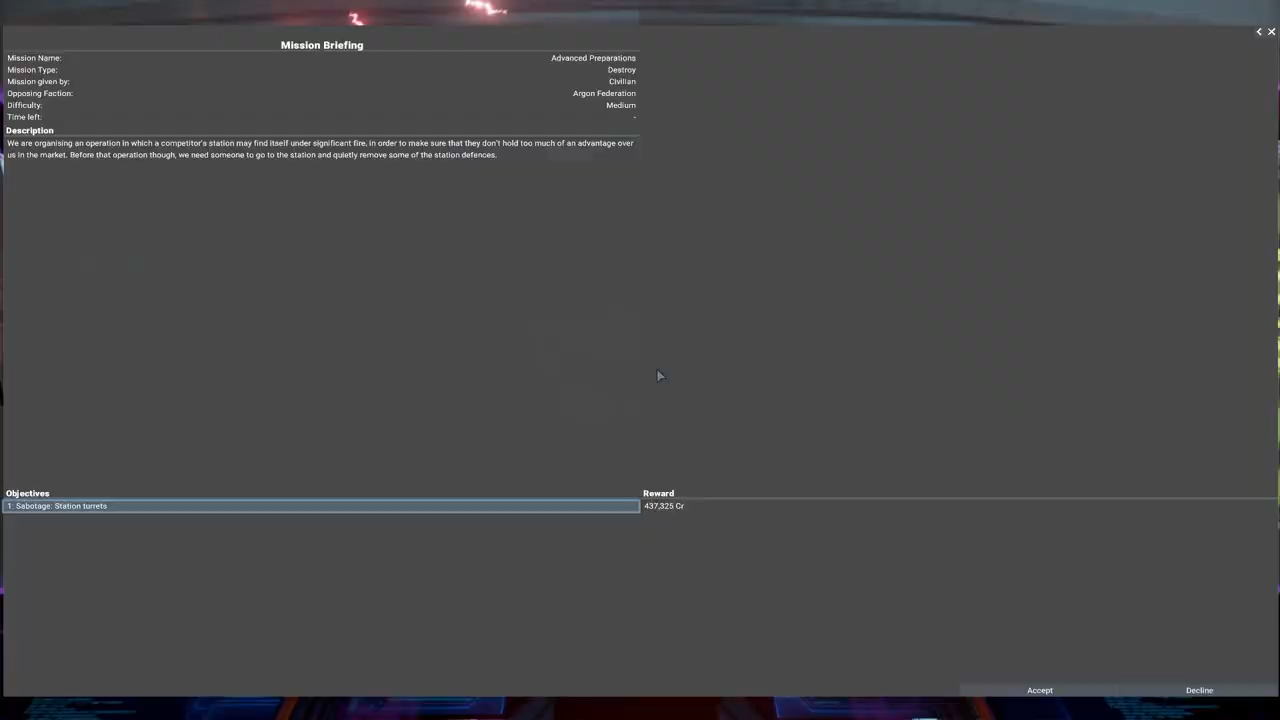 Mission Briefing
Mission Name: Advanced Preparations
Mission Type: Destroy
Mission given by: Civilian
Opposing Faction: Argon Federation
Difficulty: Medium
Time left: -
Description
We are organising an operation in which a competitor's station may find itself under significant fire, in order to make sure that they don't hold too much of an advantage over
us in the market. Before that operation though, we need someone to go to the station and quietly remove some of the station defences.
Objectives
1: Sabotage: Station turrets
Reward
437,325 Cr
Accept
Decline